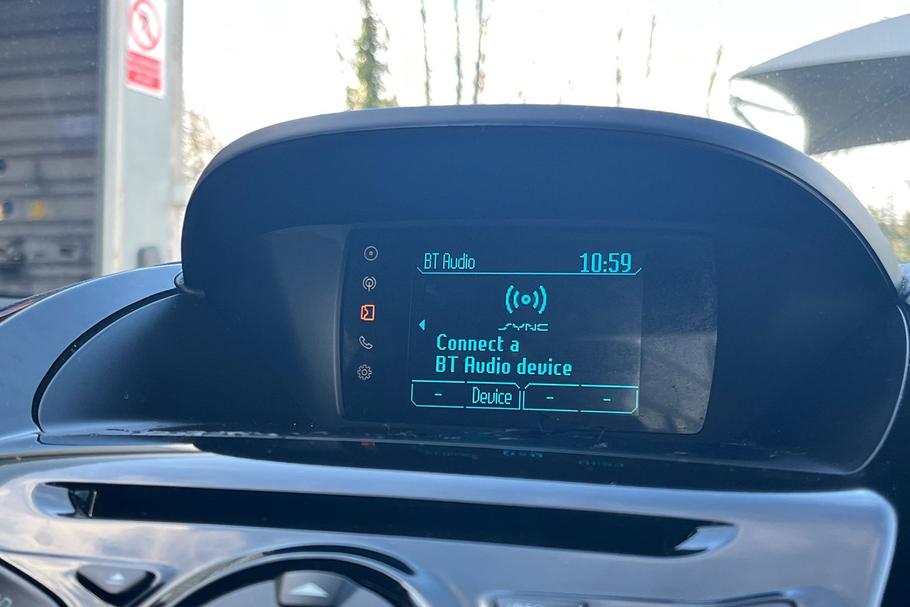 BT Audio 10:59
SYNC
Connect a
BT Audio device
- Device - -